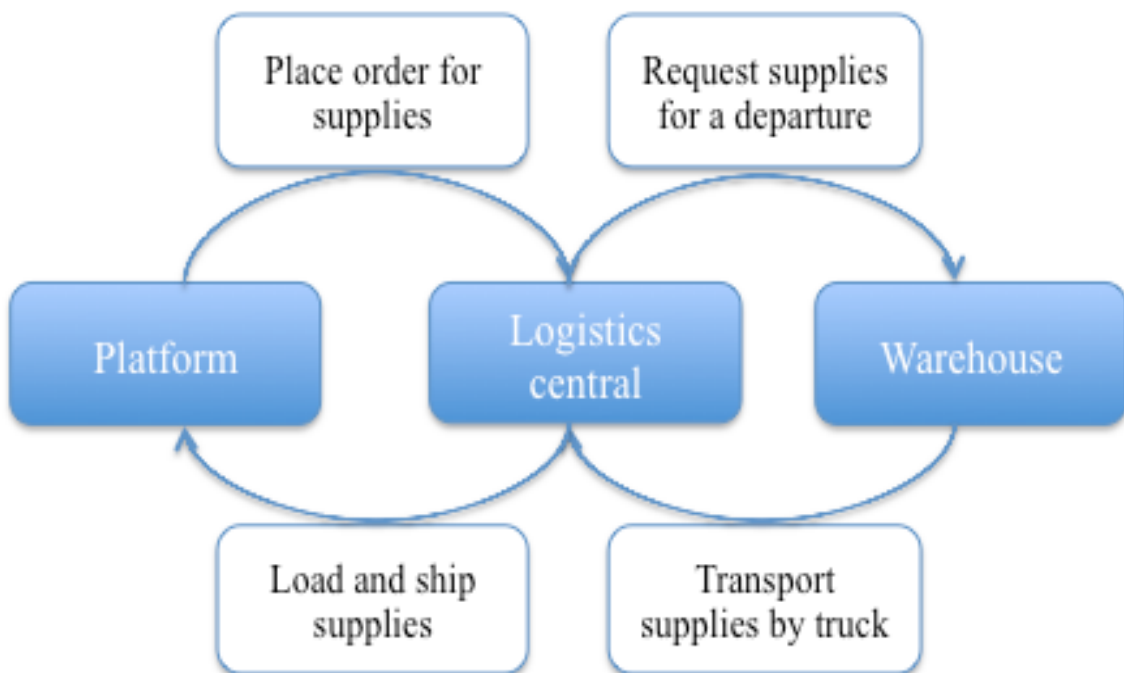 Place order for
supplies
Request supplies
for a departure
Platform
Logistics
central
Warehouse
Load and ship
supplies
Transport
supplies by truck